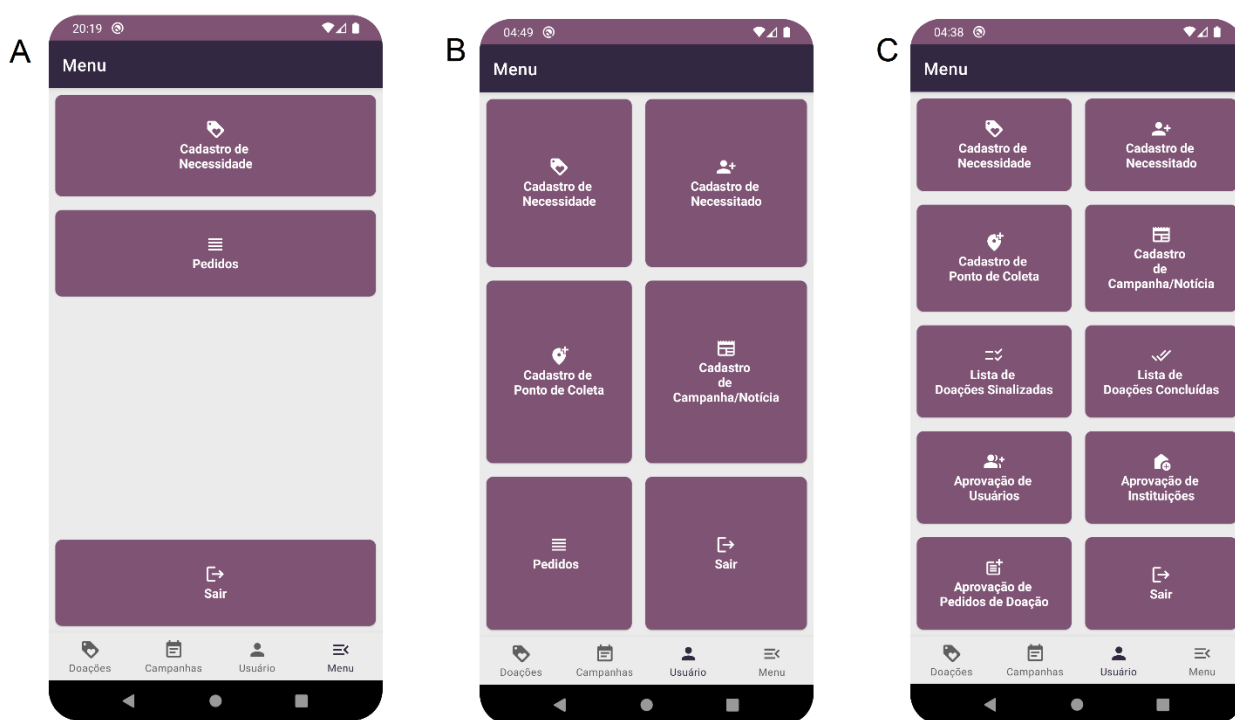 A
20:19
Menu
Cadastro de
Necessidade
Pedidos
Sair
Doações Campanhas Usuário Menu
B
04:49
Menu
Cadastro de
Necessidade
Cadastro de
Necessitado
Cadastro de
Ponto de Coleta
Cadastro
de
Campanha/Notícia
Pedidos
Sair
Doações Campanhas Usuário Menu
C
04:38
Menu
Cadastro de
Necessidade
Cadastro de
Necessitado
Cadastro de
Ponto de Coleta
Cadastro
de
Campanha/Notícia
Lista de
Doações Sinalizadas
Lista de
Doações Concluídas
Aprovação de
Usuários
Aprovação de
Instituições
Aprovação de
Pedidos de Doação
Sair
Doações Campanhas Usuário Menu